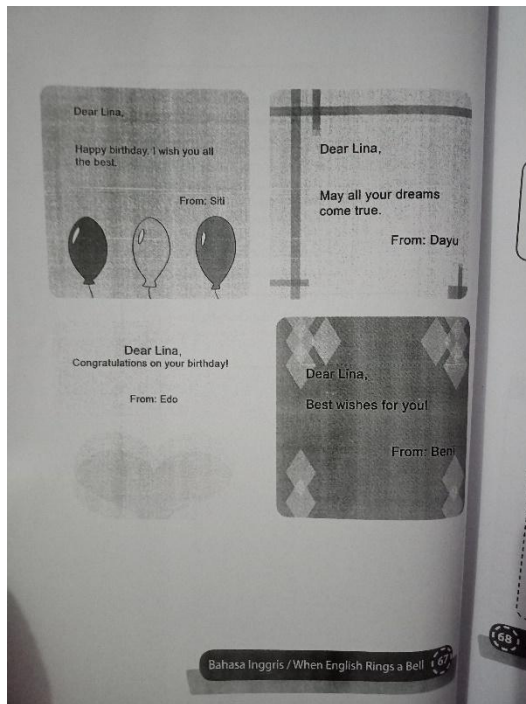 Dear Lina,
Happy birthday. I wish you all
the best.
From: Siti
Dear Lina,
May all your dreams
come true.
From: Dayu
Dear Lina,
Congratulations on your birthday!
From: Edo
Dear Lina,
Best wishes for you!
From: Beni
Bahasa Inggris / When English Rings a Bell 67
68